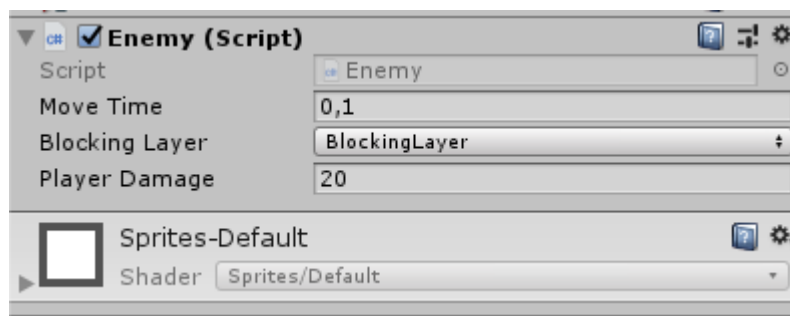 Enemy (Script)
Script Enemy
Move Time 0,1
Blocking Layer BlockingLayer
Player Damage 20
Sprites-Default
Shader Sprites/Default